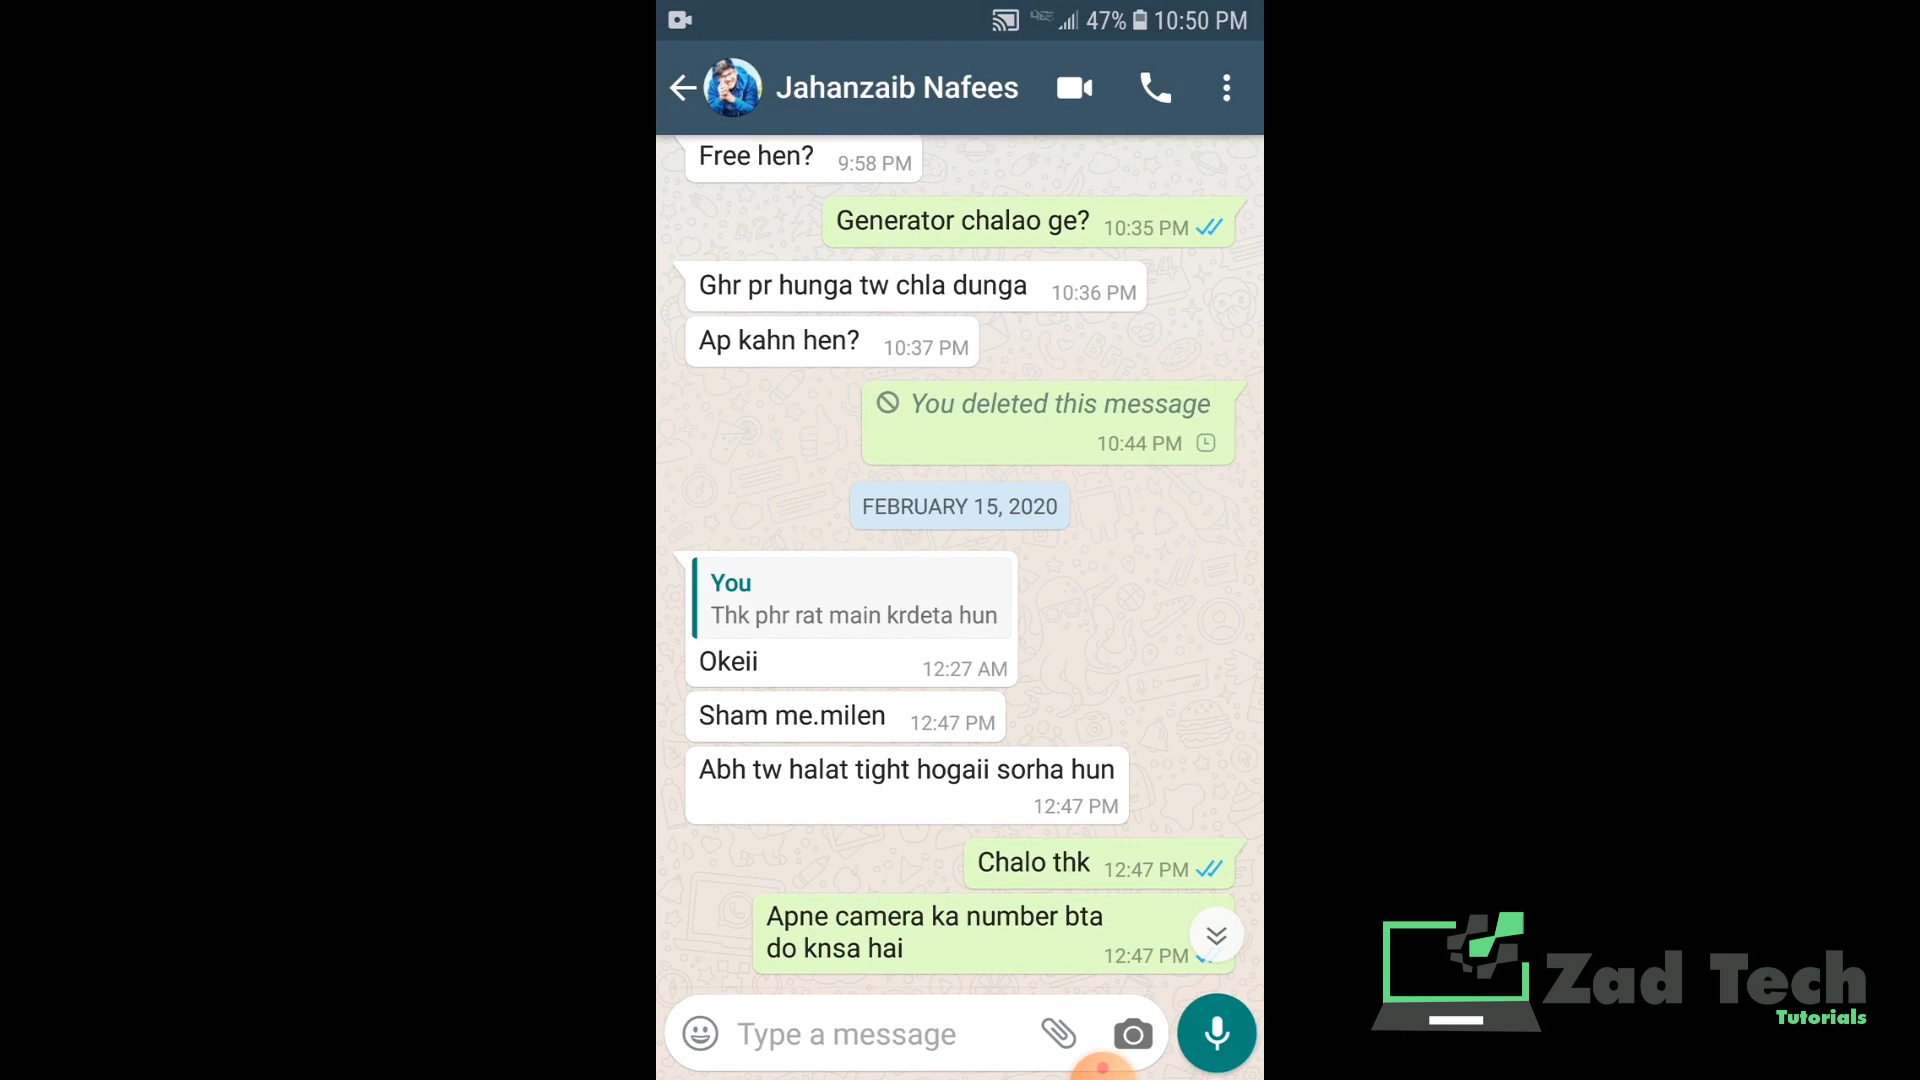 47% 10:50 PM
Jahanzaib Nafees
Free hen? 9:58 PM
Generator chalao ge? 10:35 PM
Ghr pr hunga tw chla dunga 10:36 PM
Ap kahn hen? 10:37 PM
You deleted this message
10:44 PM
FEBRUARY 15, 2020
You
Thk phr rat main krdeta hun
Okeii 12:27 AM
Sham me.milen 12:47 PM
Abh tw halat tight hogaii sorha hun
12:47 PM
Chalo thk 12:47 PM
Apne camera ka number bta
do knsa hai 12:47 PM
Type a message
Zad Tech
Tutorials